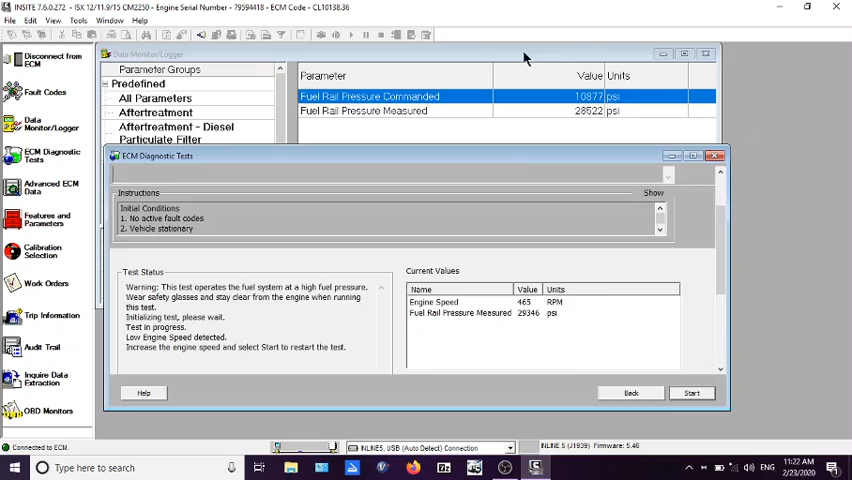 INSITE 7.6.0.272 - ISX 12/11.9/15 CM2250 - Engine Serial Number - 79594418 - ECM Code - CL10138.36
File Edit View Tools Window Help
Disconnect from
ECM
Fault Codes
Data
Monitor/Logger
ECM Diagnostic
Tests
Advanced ECM
Data
Features and
Parameters
Calibration
Selection
Work Orders
Trip Information
Audit Trail
Inquire Data
Extraction
OBD Monitors
Data Monitor/Logger
Parameter Groups
Predefined
All Parameters
Aftertreatment
Aftertreatment - Diesel
Particulate Filter
Parameter Value Units
Fuel Rail Pressure Commanded 10877 psi
Fuel Rail Pressure Measured 28522 psi
ECM Diagnostic Tests
Instructions Show
Initial Conditions
1. No active fault codes
2. Vehicle stationary
Test Status
Warning: This test operates the fuel system at a high fuel pressure.
Wear safety glasses and stay clear from the engine when running
this test.
Initializing test, please wait.
Test in progress.
Low Engine Speed detected.
Increase the engine speed and select Start to restart the test.
Current Values
Name Value Units
Engine Speed 465 RPM
Fuel Rail Pressure Measured 29346 psi
Help Back Start
Connected to ECM.
INLINE5, USB (Auto Detect) Connection
INLINE 5 (J1939) Firmware: 5.46
Type here to search
ENG
11:22 AM
2/23/2020